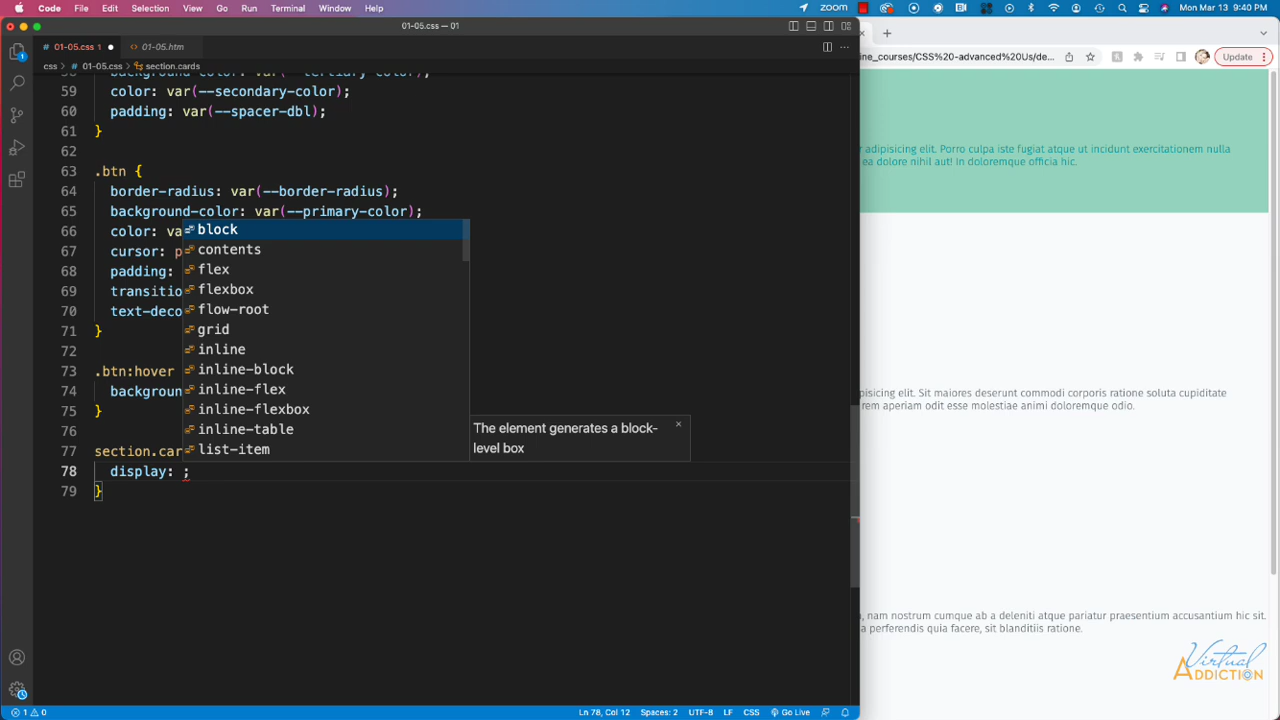 Code File Edit Selection View Go Run Terminal Window Help zoom Mon Mar 13 9:40 PM
01-05.css — 01
# 01-05.css 1 01-05.htm
css > # 01-05.css > section.cards
59 color: var(--secondary-color);
60 padding: var(--spacer-dbl);
61 }
62
63 .btn {
64 border-radius: var(--border-radius);
65 background-color: var(--primary-color);
66 color: va
67 cursor: p
68 padding:
69 transitio
70 text-deco
71 }
72
73 .btn:hover
74 backgroun
75 }
76
77 section.car
78 display: ;
79 }
block
contents
flex
flexbox
flow-root
grid
inline
inline-block
inline-flex
inline-flexbox
inline-table
list-item
The element generates a block-
level box
1 0 Ln 78, Col 12 Spaces: 2 UTF-8 LF CSS Go Live
ine_courses/CSS%20-advanced%20Us/de... Update
adipisicing elit. Porro culpa iste fugiat atque ut incidunt exercitationem nulla
ea dolore nihil aut! In doloremque officia hic.
pisicing elit. Sit maiores deserunt commodi corporis ratione soluta cupiditate
rem aperiam odit esse molestiae animi doloremque odio.
, nam nostrum cumque ab a deleniti atque pariatur praesentium accusantium hic sit.
a perferendis quia facere, sit blanditiis ratione.
Virtual
ADDICTION